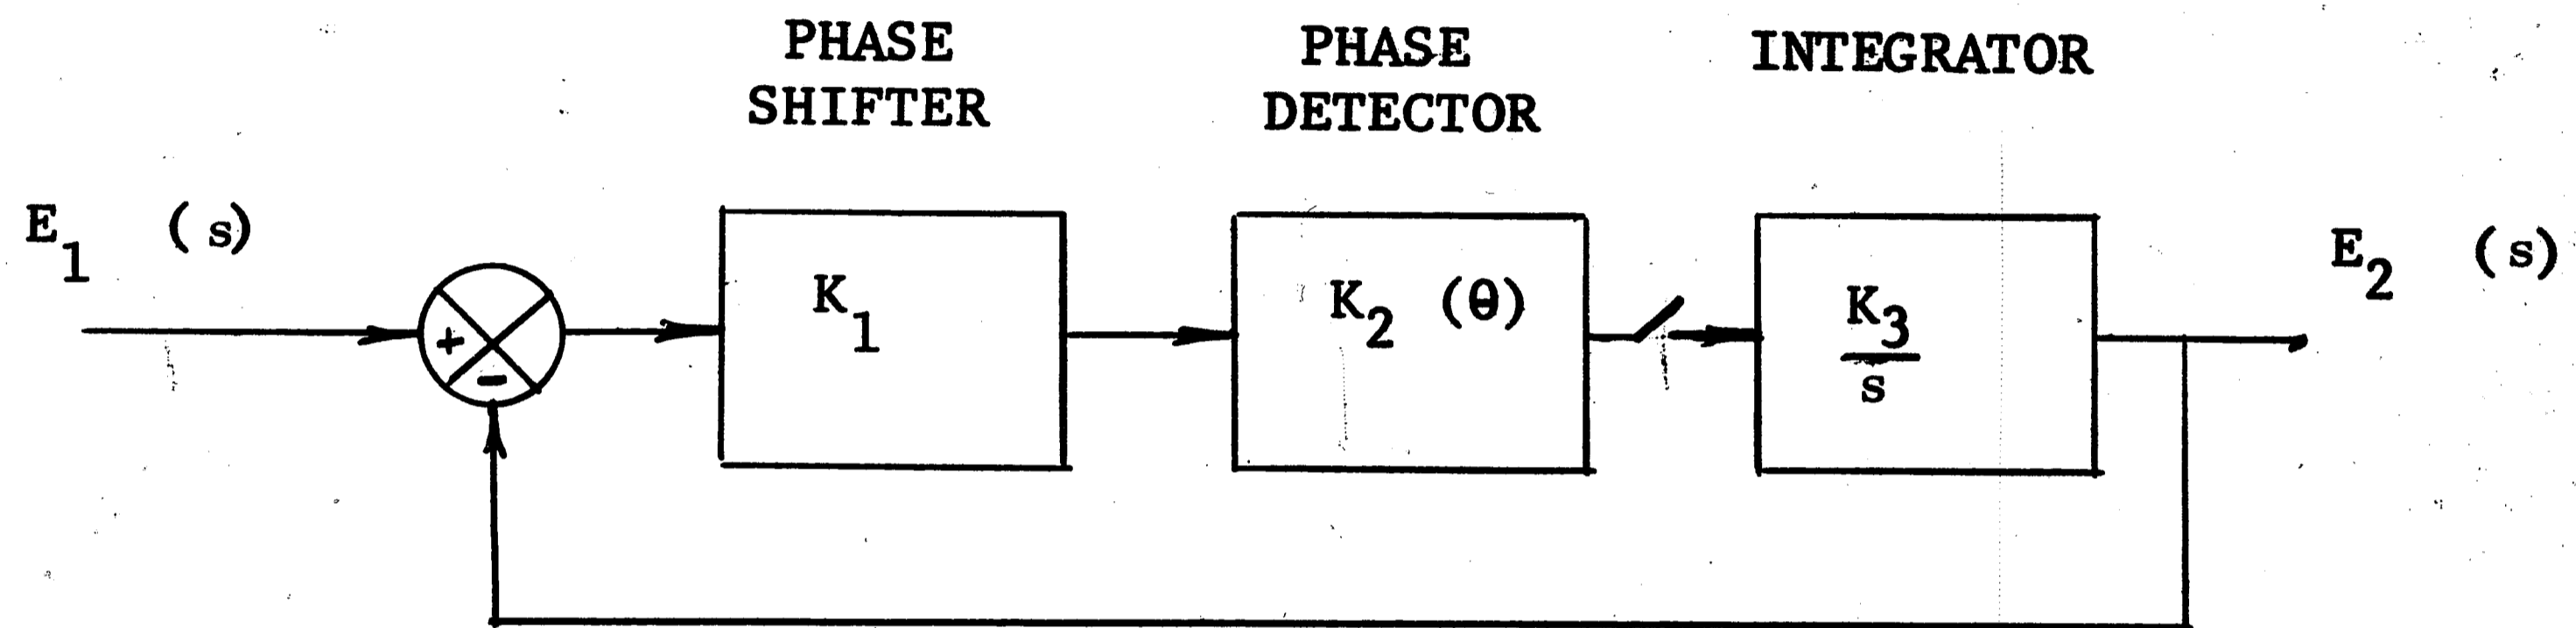 PHASE
SHIFTER
PHASE
DETECTOR
INTEGRATOR
E1 (s)
+
-
K1
K2 (θ)
K3
s
E2 (s)